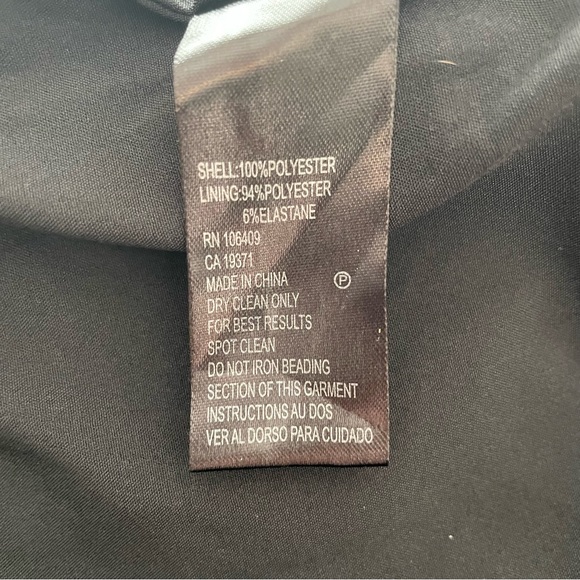 SHELL:100%POLYESTER
LINING:94%POLYESTER
6%ELASTANE
RN 106409
CA 19371
MADE IN CHINA Ⓟ
DRY CLEAN ONLY
FOR BEST RESULTS
SPOT CLEAN
DO NOT IRON BEADING
SECTION OF THIS GARMENT
INSTRUCTIONS AU DOS
VER AL DORSO PARA CUIDADO